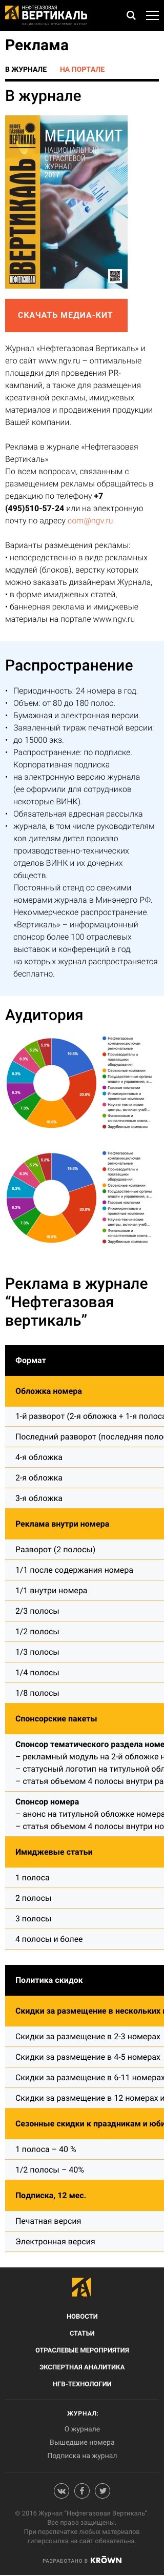 НЕФТЕГАЗОВАЯ
ВЕРТИКАЛЬ
Реклама
В ЖУРНАЛЕ НА ПОРТАЛЕ
В журнале
МЕДИАКИТ
НАЦИОНАЛЬНЫЙ
ОТРАСЛЕВОЙ
ЖУРНАЛ
2017
ВЕРТИКАЛЬ
СКАЧАТЬ МЕДИА-КИТ
Журнал «Нефтегазовая Вертикаль» и
его сайт www.ngv.ru – оптимальные
площадки для проведения PR-
кампаний, а также для размещения
креативной рекламы, имиджевых
материалов и продвижения продукции
Вашей компании.
Реклама в журнале «Нефтегазовая
Вертикаль»
По всем вопросам, связанным с
размещением рекламы обращайтесь в
редакцию по телефону +7
(495)510-57-24 или на электронную
почту по адресу com@ngv.ru
Варианты размещения рекламы:
• непосредственно в виде рекламных
модулей (блоков), верстку которых
можно заказать дизайнерам Журнала,
• в форме имиджевых статей,
• баннерная реклама и имиджевые
материалы на портале www.ngv.ru
Распространение
• Периодичность: 24 номера в год.
• Объем: от 80 до 180 полос.
• Бумажная и электронная версии.
• Заявленный тираж печатной версии:
• до 15000 экз.
• Распространение: по подписке.
Корпоративная подписка
• на электронную версию журнала
(ее оформили для сотрудников
некоторые ВИНК).
• Обязательная адресная рассылка
• журнала, в том числе руководителям
ков дителям дител произво
производственно-технических
отделов ВИНК и их дочерних
обществ.
Постоянный стенд со свежими
номерами журнала в Минэнерго РФ.
Некоммерческое распространение:
«Вертикаль» – информационный
спонсор более 100 отраслевых
выставок и конференций в год,
на которых журнал распространяется
бесплатно.
Аудитория
Реклама в журнале
“Нефтегазовая
вертикаль”
Формат
Обложка номера
1-й разворот (2-я обложка + 1-я полоса
Последний разворот (последняя поло
4-я обложка
2-я обложка
3-я обложка
Реклама внутри номера
Разворот (2 полосы)
1/1 после содержания номера
1/1 внутри номера
2/3 полосы
1/2 полосы
1/3 полосы
1/4 полосы
1/8 полосы
Спонсорские пакеты
Спонсор тематического раздела номе
– рекламный модуль на 2-й обложке н
– статусный логотип на титульной обл
– статья объемом 4 полосы внутри ра
Спонсор номера
– анонс на титульной обложке номера
– статья объемом 4 полосы внутри но
Имиджевые статьи
1 полоса
2 полосы
3 полосы
4 полосы и более
Политика скидок
Скидки за размещение в нескольких
Скидки за размещение в 2-3 номерах
Скидки за размещение в 4-5 номерах
Скидки за размещение в 6-11 номерах
Скидки за размещение в 12 номерах и
Сезонные скидки к праздникам и юби
1 полоса – 40 %
1/2 полосы – 40%
Подписка, 12 мес.
Печатная версия
Электронная версия
НОВОСТИ
СТАТЬИ
ОТРАСЛЕВЫЕ МЕРОПРИЯТИЯ
ЭКСПЕРТНАЯ АНАЛИТИКА
НГВ-ТЕХНОЛОГИИ
ЖУРНАЛ:
О журнале
Вышедшие номера
Подписка на журнал
© 2016 Журнал "Нефтегазовая Вертикаль".
Все права защищены.
При перепечатке любых материалов
гиперссылка на сайт обязательна.
РАЗРАБОТАНО В KRÖWN